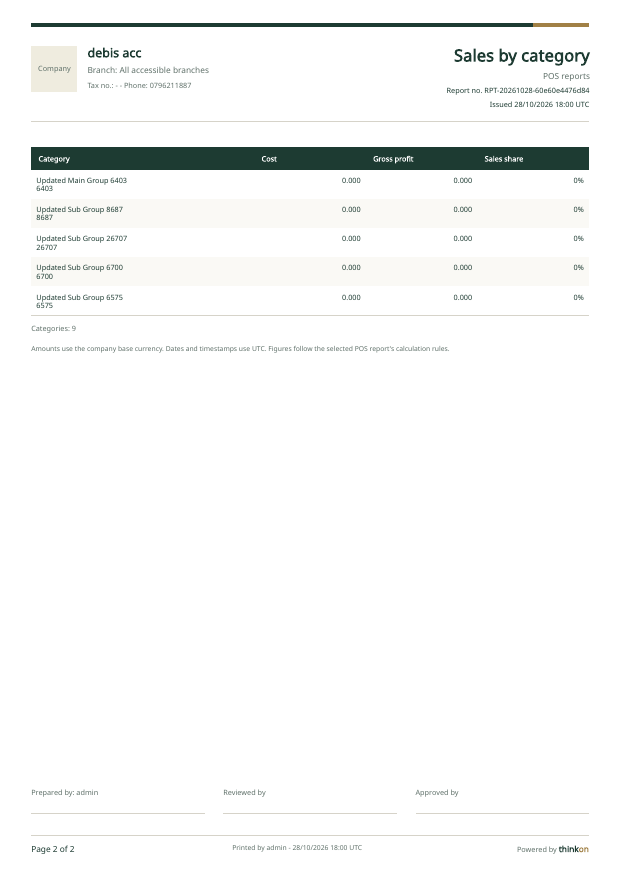 Company
debis acc
Branch: All accessible branches
Tax no.: - - Phone: 0796211887
Sales by category
POS reports
Report no. RPT-20261028-60e60e4476d84
Issued 28/10/2026 18:00 UTC
Category Cost Gross profit Sales share
Updated Main Group 6403 0.000 0.000 0%
6403
Updated Sub Group 8687 0.000 0.000 0%
8687
Updated Sub Group 26707 0.000 0.000 0%
26707
Updated Sub Group 6700 0.000 0.000 0%
6700
Updated Sub Group 6575 0.000 0.000 0%
6575
Categories: 9
Amounts use the company base currency. Dates and timestamps use UTC. Figures follow the selected POS report's calculation rules.
Prepared by: admin
Reviewed by
Approved by
Page 2 of 2
Printed by admin - 28/10/2026 18:00 UTC
Powered by thinkon